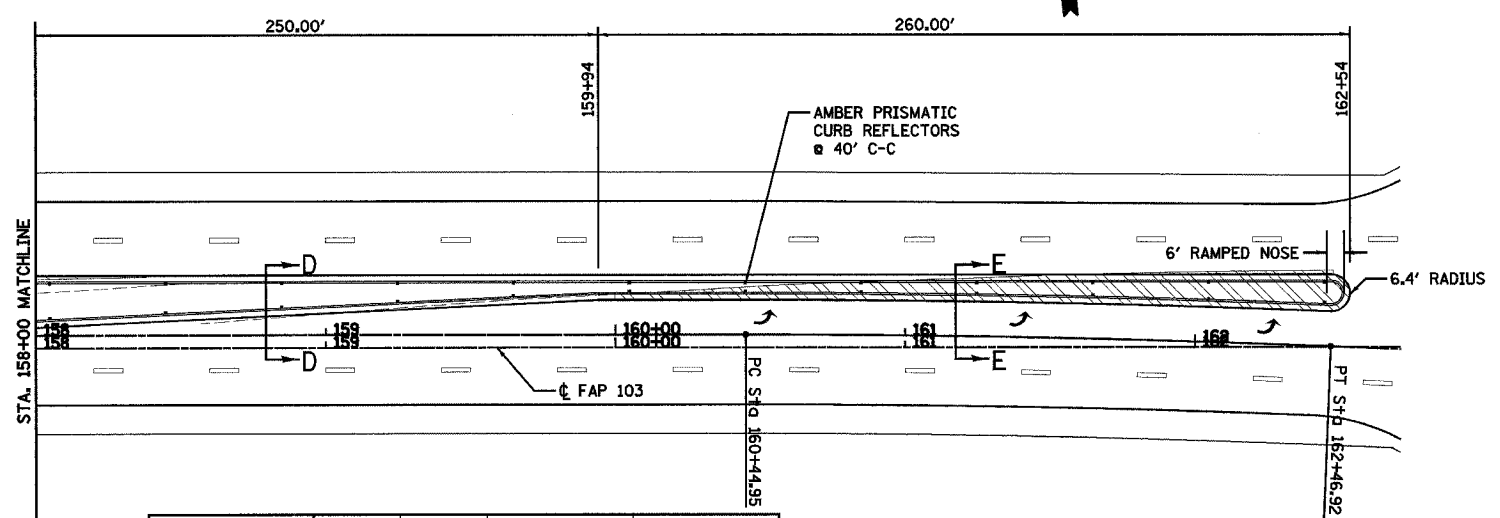 250.00'
260.00'
159+94
162+54
AMBER PRISMATIC
CURB REFLECTORS
@ 40' C-C
STA. 158+00 MATCHLINE
D
E
6' RAMPED NOSE
6.4' RADIUS
158
159
160+00
161
158
159
160+00
161
D
E
℄ FAP 103
PC Sta 160+44.95
PT Sta 162+46.92